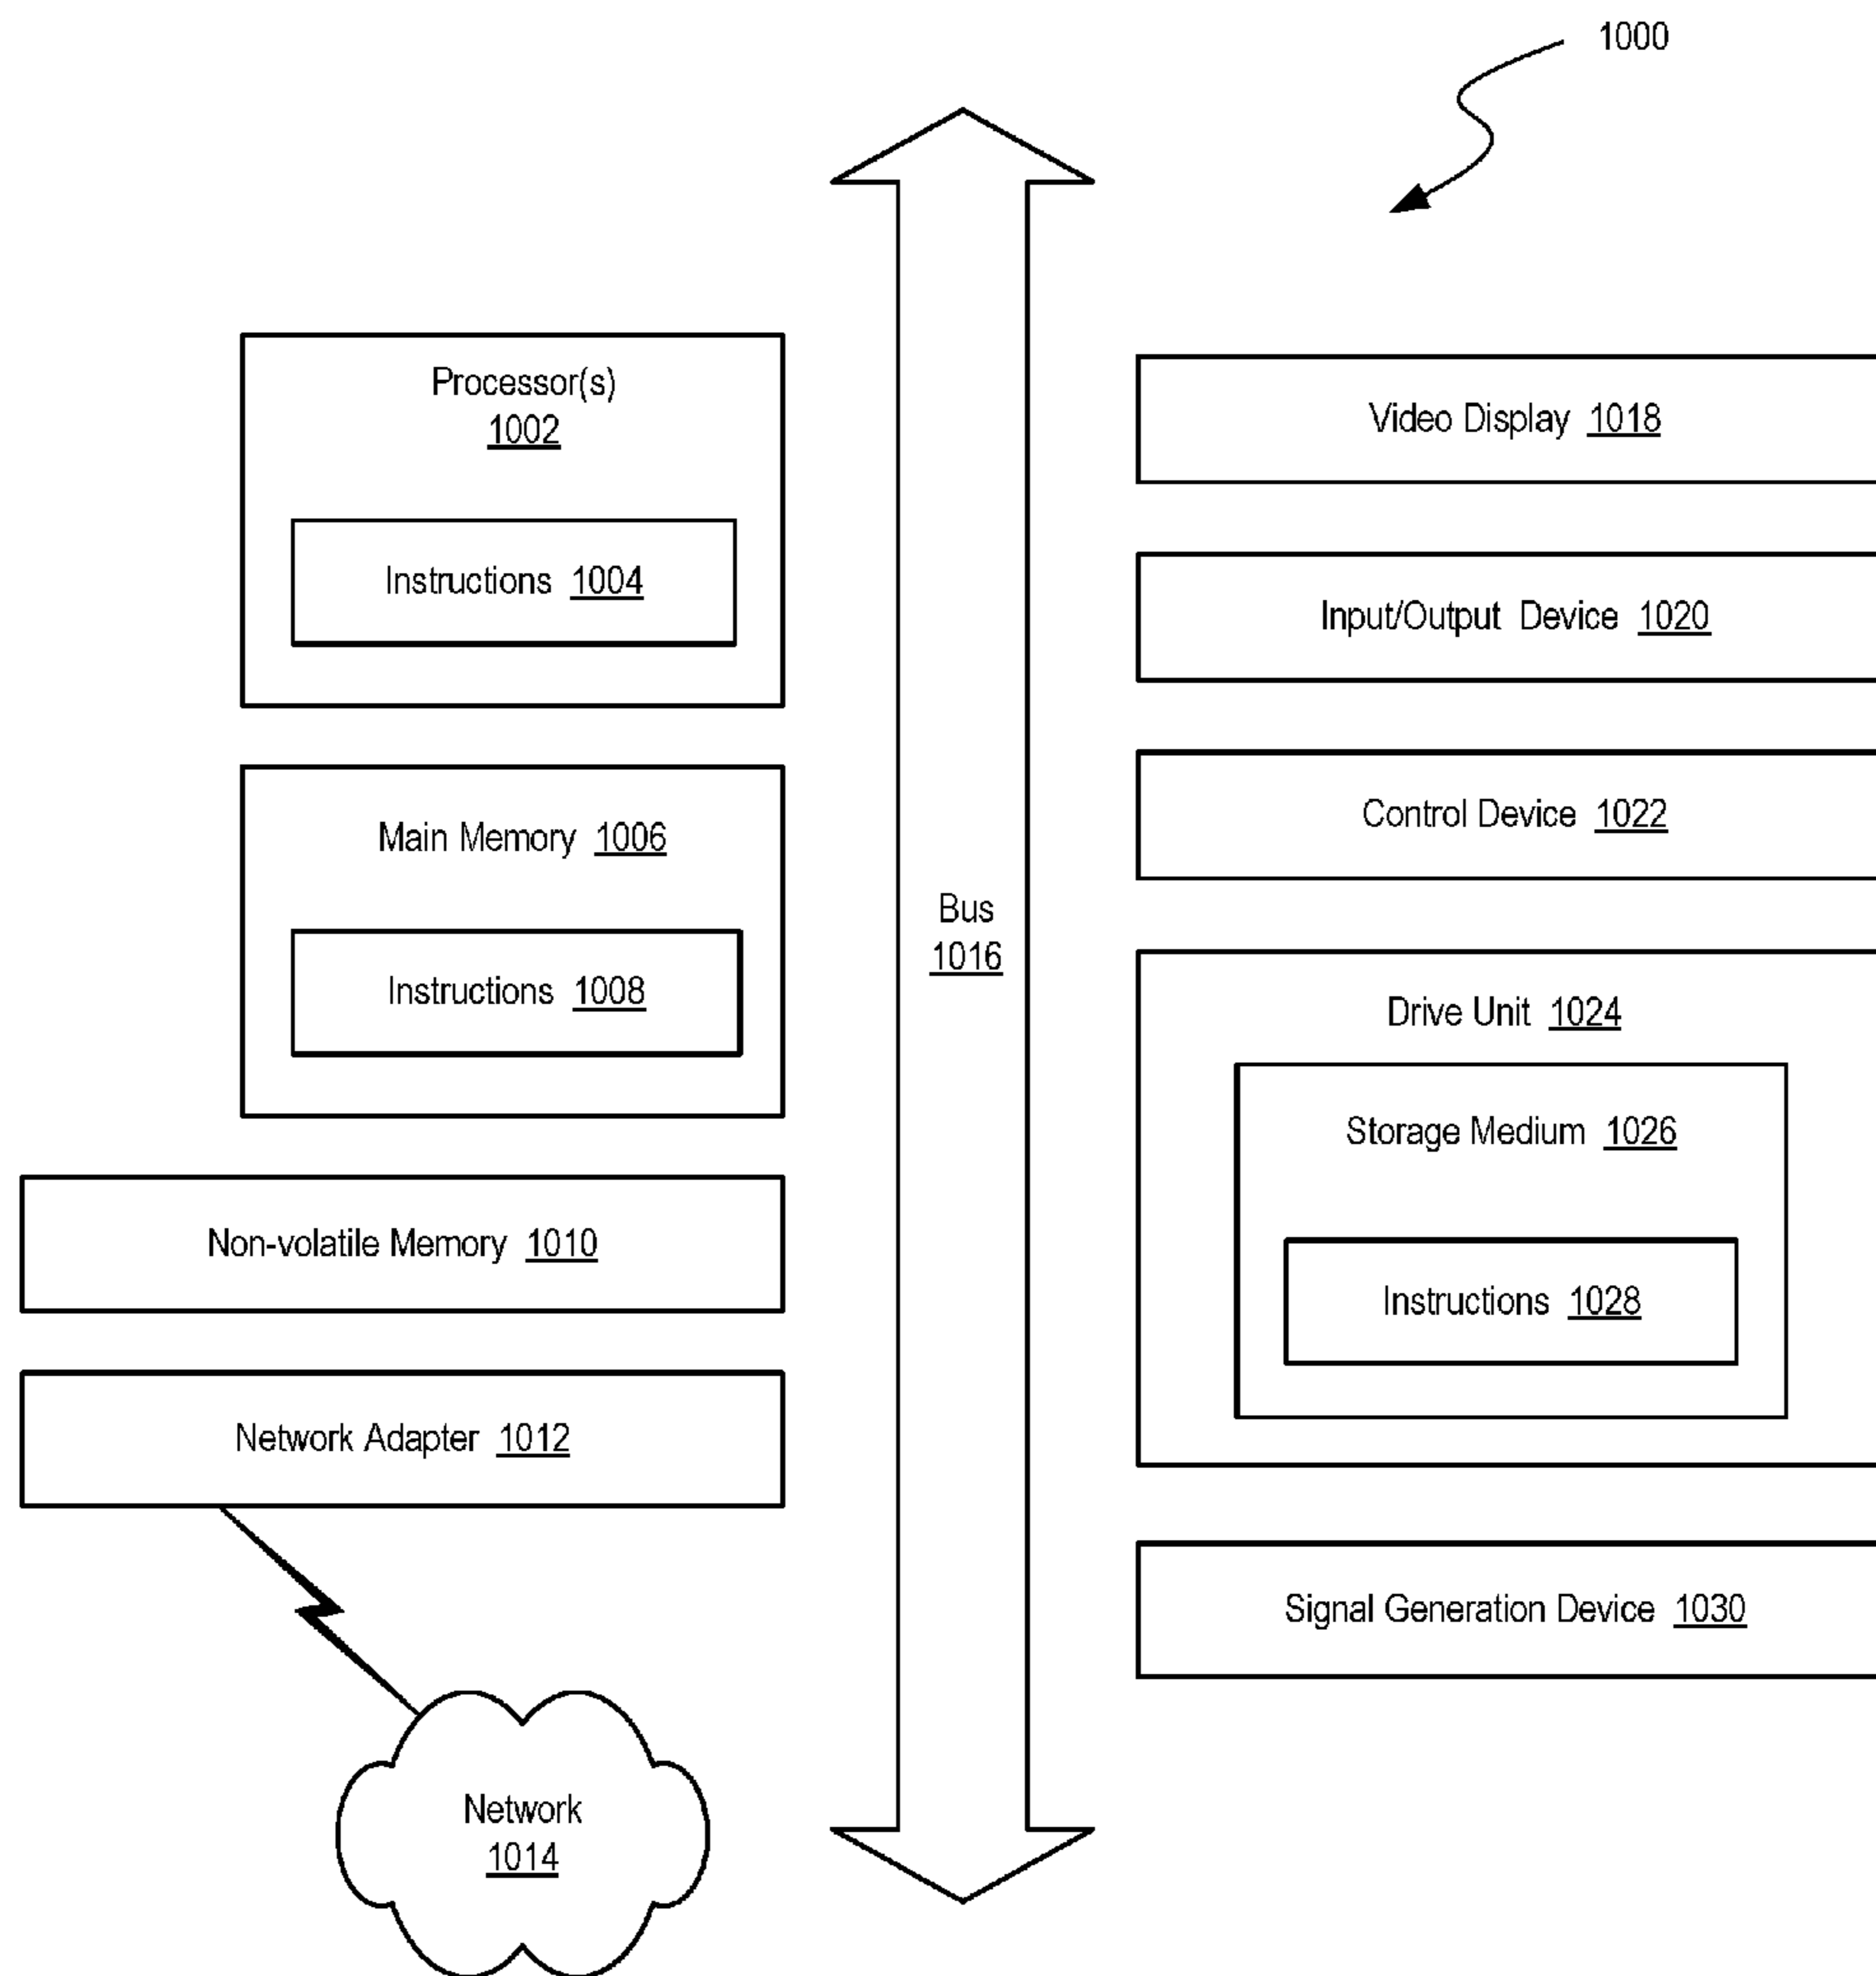 1000
Processor(s)
1002
Instructions 1004
Main Memory 1006
Instructions 1008
Non-volatile Memory 1010
Network Adapter 1012
Network
1014
Bus
1016
Video Display 1018
Input/Output Device 1020
Control Device 1022
Drive Unit 1024
Storage Medium 1026
Instructions 1028
Signal Generation Device 1030